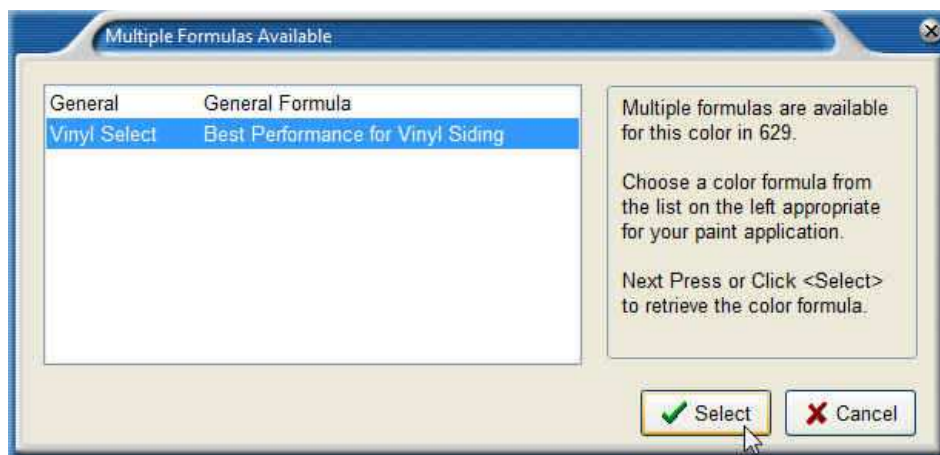 Multiple Formulas Available
General General Formula
Vinyl Select Best Performance for Vinyl Siding
Multiple formulas are available
for this color in 629.
Choose a color formula from
the list on the left appropriate
for your paint application.
Next Press or Click <Select>
to retrieve the color formula.
Select
Cancel